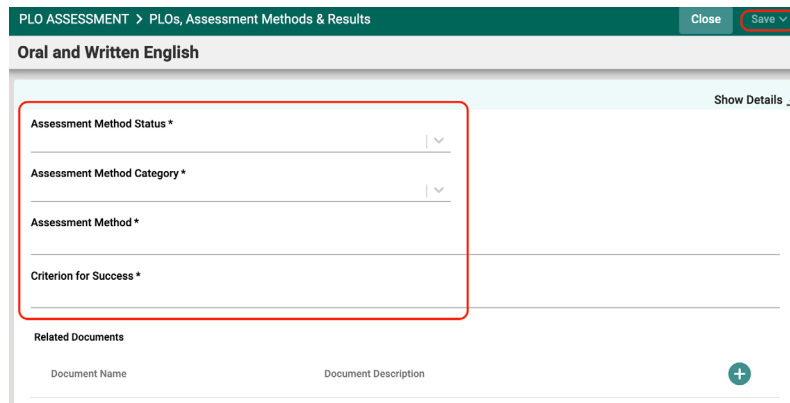 PLO ASSESSMENT > PLOs, Assessment Methods & Results Close Save
Oral and Written English
Show Details
Assessment Method Status *
Assessment Method Category *
Assessment Method *
Criterion for Success *
Related Documents
Document Name Document Description